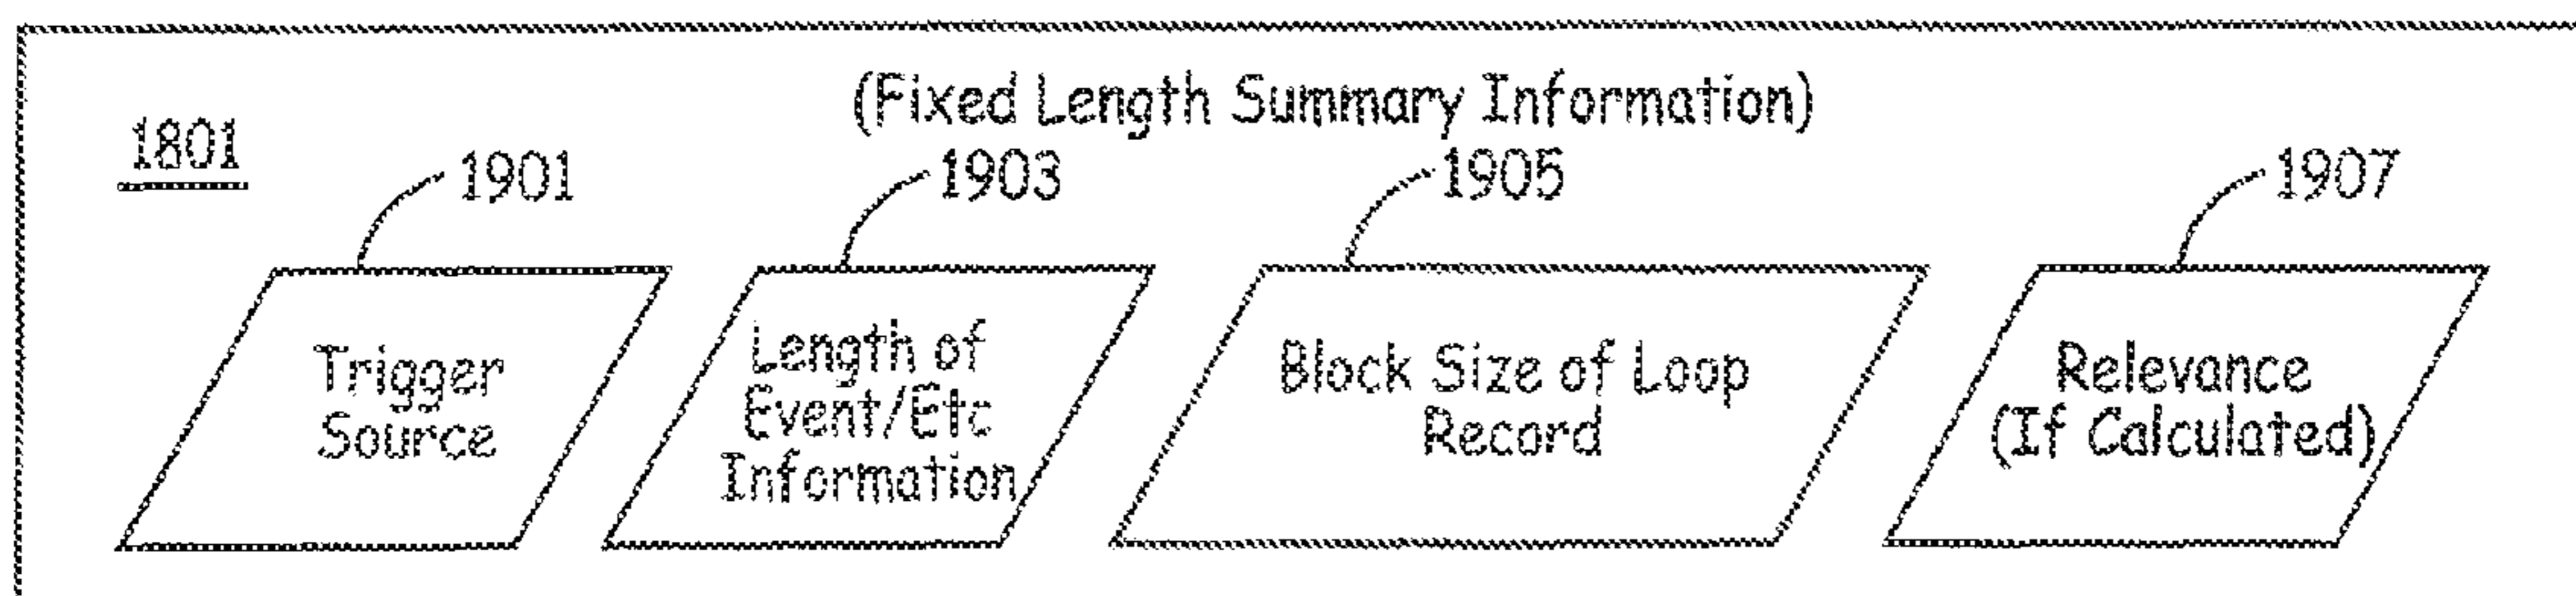 (Fixed Length Summary Information)
1801
1901
1903
1905
1907
Trigger
Source
Length of
Event/Etc
Information
Block Size of Loop
Record
Relevance
(If Calculated)